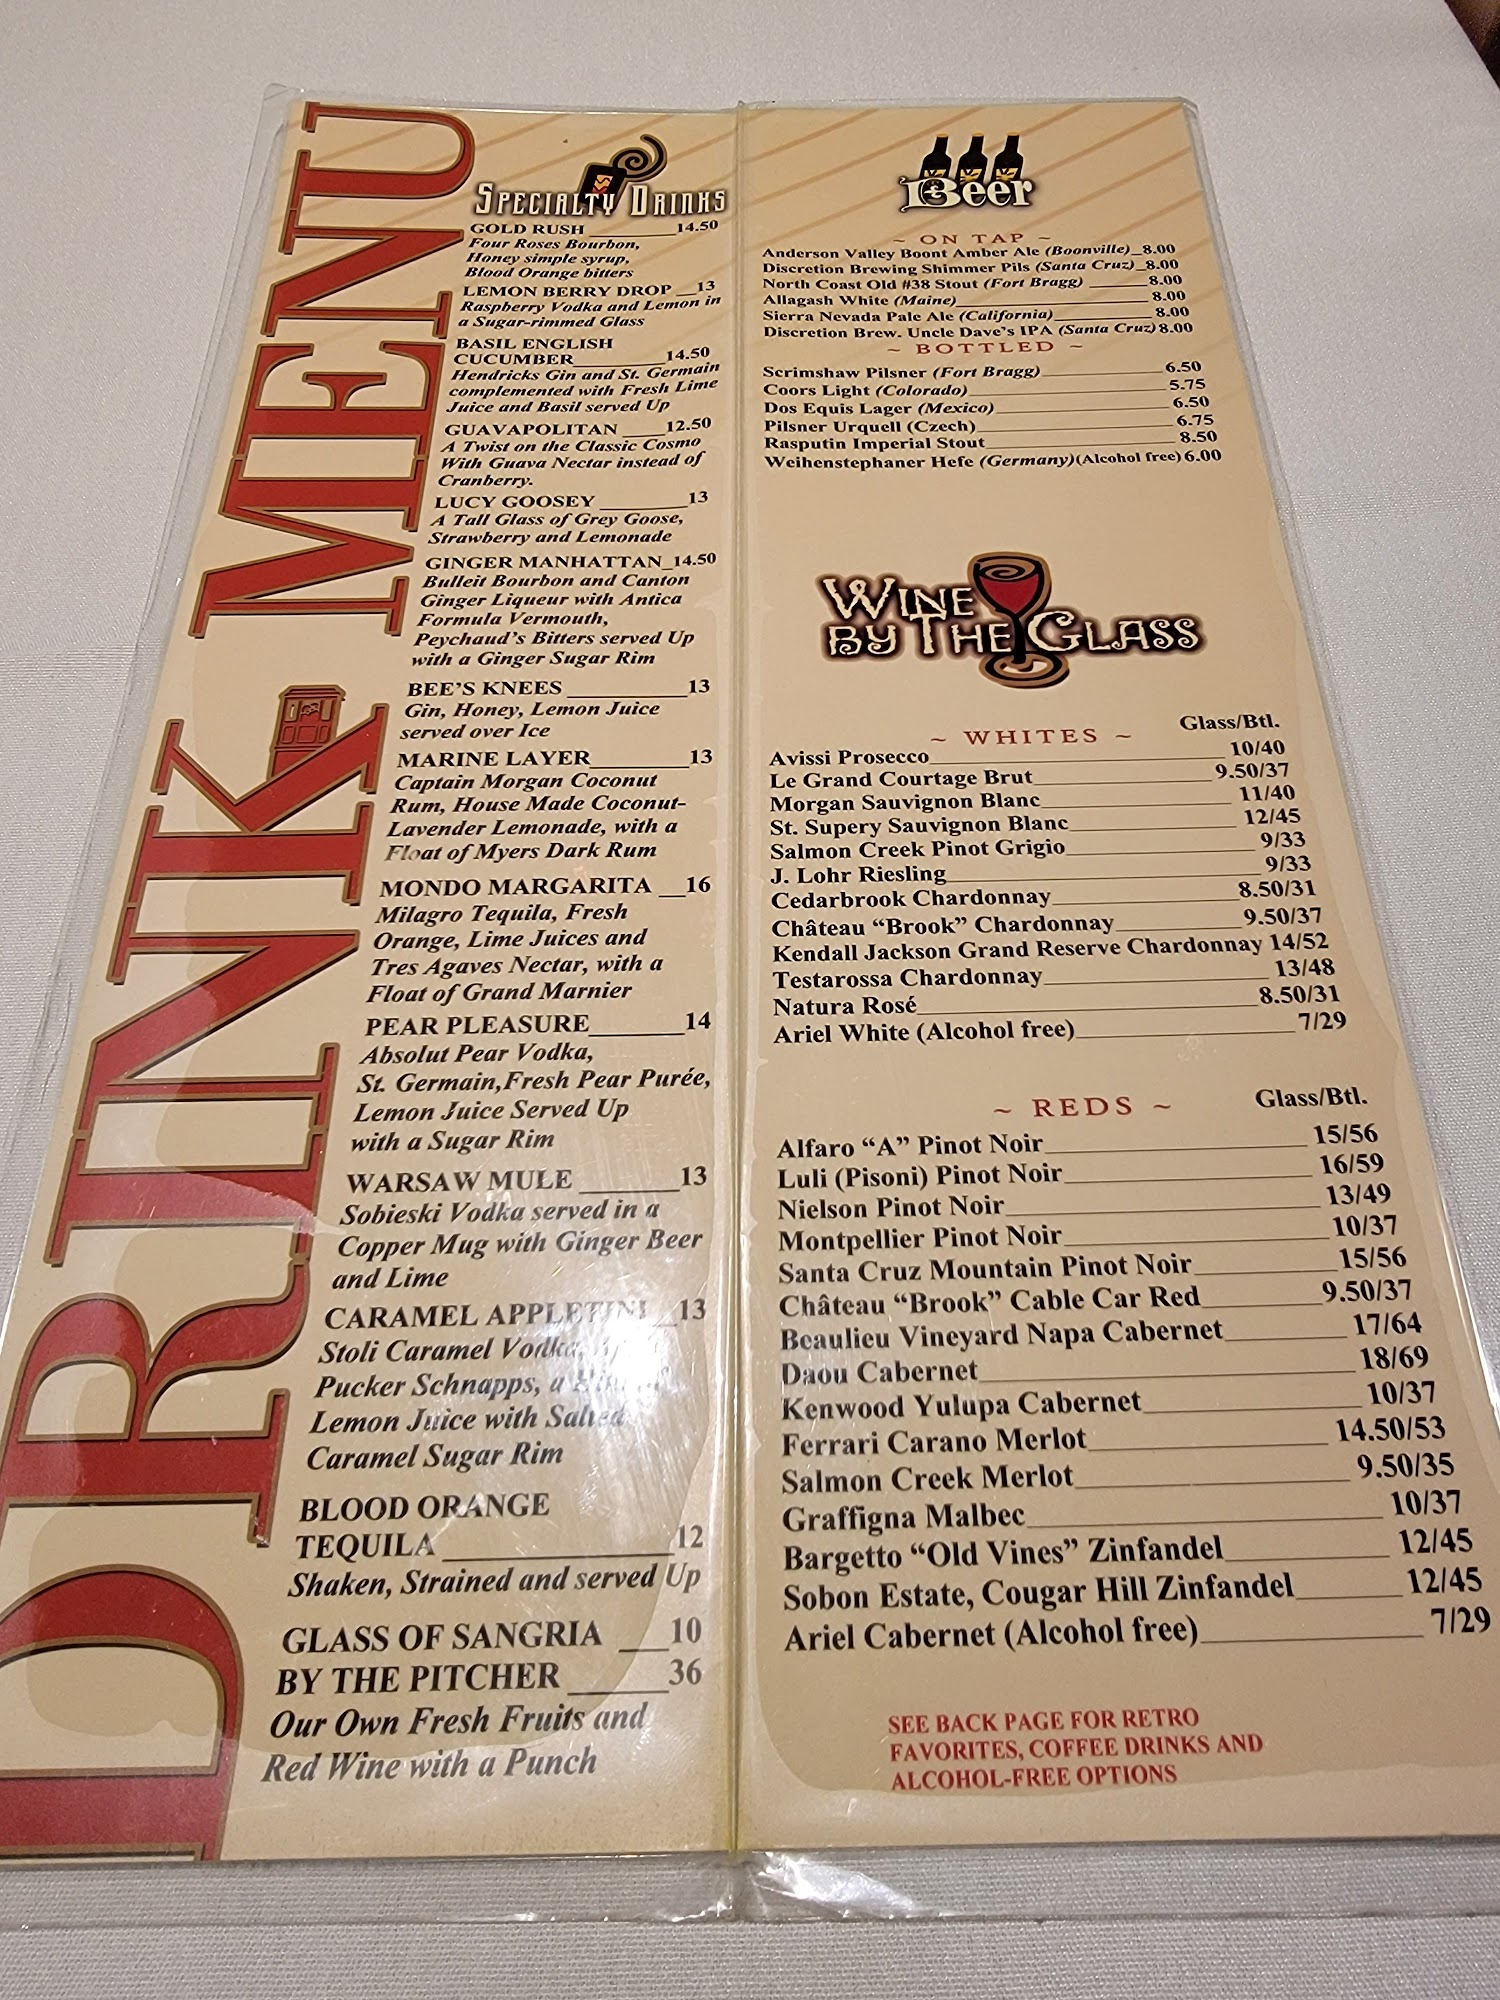 DRINK MENU
SPECIALTY DRINKS
GOLD RUSH 14.50
Four Roses Bourbon,
Honey simple syrup,
Blood Orange bitters
LEMON BERRY DROP 13
Raspberry Vodka and Lemon in
a Sugar-rimmed Glass
BASIL ENGLISH
CUCUMBER 14.50
Hendricks Gin and St. Germain
complemented with Fresh Lime
Juice and Basil served Up
GUAVAPOLITAN 12.50
A Twist on the Classic Cosmo
With Guava Nectar instead of
Cranberry.
LUCY GOOSEY 13
A Tall Glass of Grey Goose,
Strawberry and Lemonade
GINGER MANHATTAN 14.50
Bulleit Bourbon and Canton
Ginger Liqueur with Antica
Formula Vermouth,
Peychaud's Bitters served Up
with a Ginger Sugar Rim
BEE'S KNEES 13
Gin, Honey, Lemon Juice
served over Ice
MARINE LAYER 13
Captain Morgan Coconut
Rum, House Made Coconut-
Lavender Lemonade, with a
Float of Myers Dark Rum
MONDO MARGARITA 16
Milagro Tequila, Fresh
Orange, Lime Juices and
Tres Agaves Nectar, with a
Float of Grand Marnier
PEAR PLEASURE 14
Absolut Pear Vodka,
St. Germain, Fresh Pear Purée,
Lemon Juice Served Up
with a Sugar Rim
WARSAW MULE 13
Sobieski Vodka served in a
Copper Mug with Ginger Beer
and Lime
CARAMEL APPLETINI 13
Stoli Caramel Vodka,
Pucker Schnapps, a
Lemon Juice with Salted
Caramel Sugar Rim
BLOOD ORANGE
TEQUILA 12
Shaken, Strained and served Up
GLASS OF SANGRIA 10
BY THE PITCHER 36
Our Own Fresh Fruits and
Red Wine with a Punch
Beer
~ ON TAP ~
Anderson Valley Boont Amber Ale (Boonville) 8.00
Discretion Brewing Shimmer Pils (Santa Cruz) 8.00
North Coast Old #38 Stout (Fort Bragg) 8.00
Allagash White (Maine) 8.00
Sierra Nevada Pale Ale (California) 8.00
Discretion Brew. Uncle Dave's IPA (Santa Cruz) 8.00
~ BOTTLED ~
Scrimshaw Pilsner (Fort Bragg) 6.50
Coors Light (Colorado) 5.75
Dos Equis Lager (Mexico) 6.50
Pilsner Urquell (Czech) 6.75
Rasputin Imperial Stout 8.50
Weihenstephaner Hefe (Germany)(Alcohol free) 6.00
WINE
BY THE GLASS
~ WHITES ~ Glass/Btl.
Avissi Prosecco 10/40
Le Grand Courtage Brut 9.50/37
Morgan Sauvignon Blanc 11/40
St. Supery Sauvignon Blanc 12/45
Salmon Creek Pinot Grigio 9/33
J. Lohr Riesling 9/33
Cedarbrook Chardonnay 8.50/31
Château "Brook" Chardonnay 9.50/37
Kendall Jackson Grand Reserve Chardonnay 14/52
Testarossa Chardonnay 13/48
Natura Rosé 8.50/31
Ariel White (Alcohol free) 7/29
~ REDS ~ Glass/Btl.
Alfaro "A" Pinot Noir 15/56
Luli (Pisoni) Pinot Noir 16/59
Nielson Pinot Noir 13/49
Montpellier Pinot Noir 10/37
Santa Cruz Mountain Pinot Noir 15/56
Château "Brook" Cable Car Red 9.50/37
Beaulieu Vineyard Napa Cabernet 17/64
Daou Cabernet 18/69
Kenwood Yulupa Cabernet 10/37
Ferrari Carano Merlot 14.50/53
Salmon Creek Merlot 9.50/35
Graffigna Malbec 10/37
Bargetto "Old Vines" Zinfandel 12/45
Sobon Estate, Cougar Hill Zinfandel 12/45
Ariel Cabernet (Alcohol free) 7/29
SEE BACK PAGE FOR RETRO
FAVORITES, COFFEE DRINKS AND
ALCOHOL-FREE OPTIONS